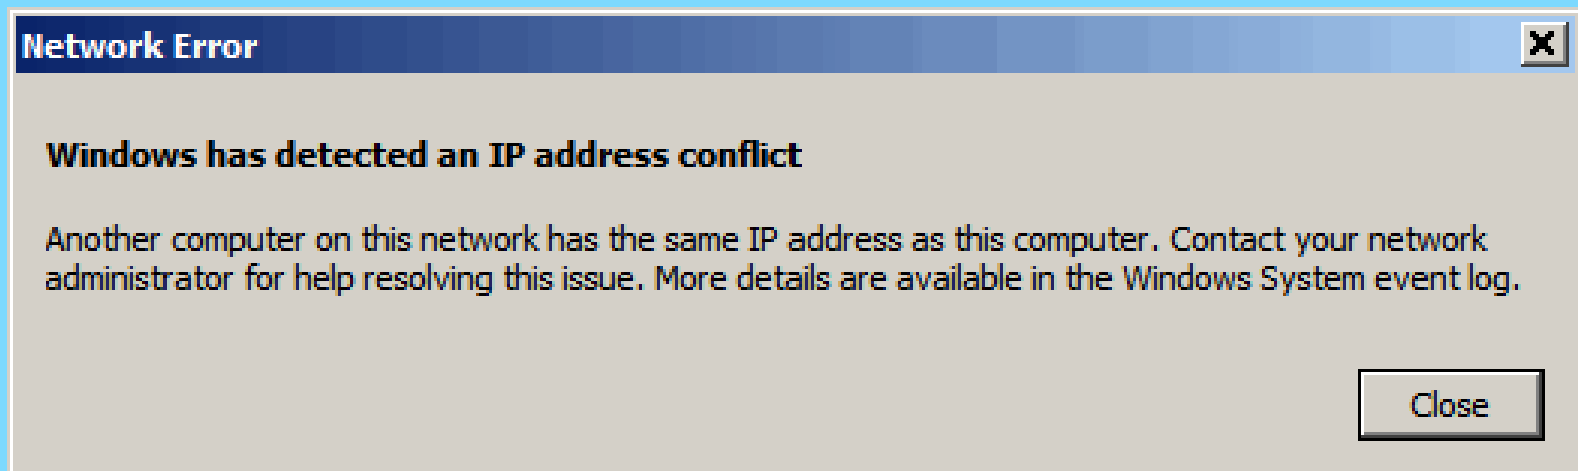 Network Error
Windows has detected an IP address conflict
Another computer on this network has the same IP address as this computer. Contact your network
administrator for help resolving this issue. More details are available in the Windows System event log.
Close